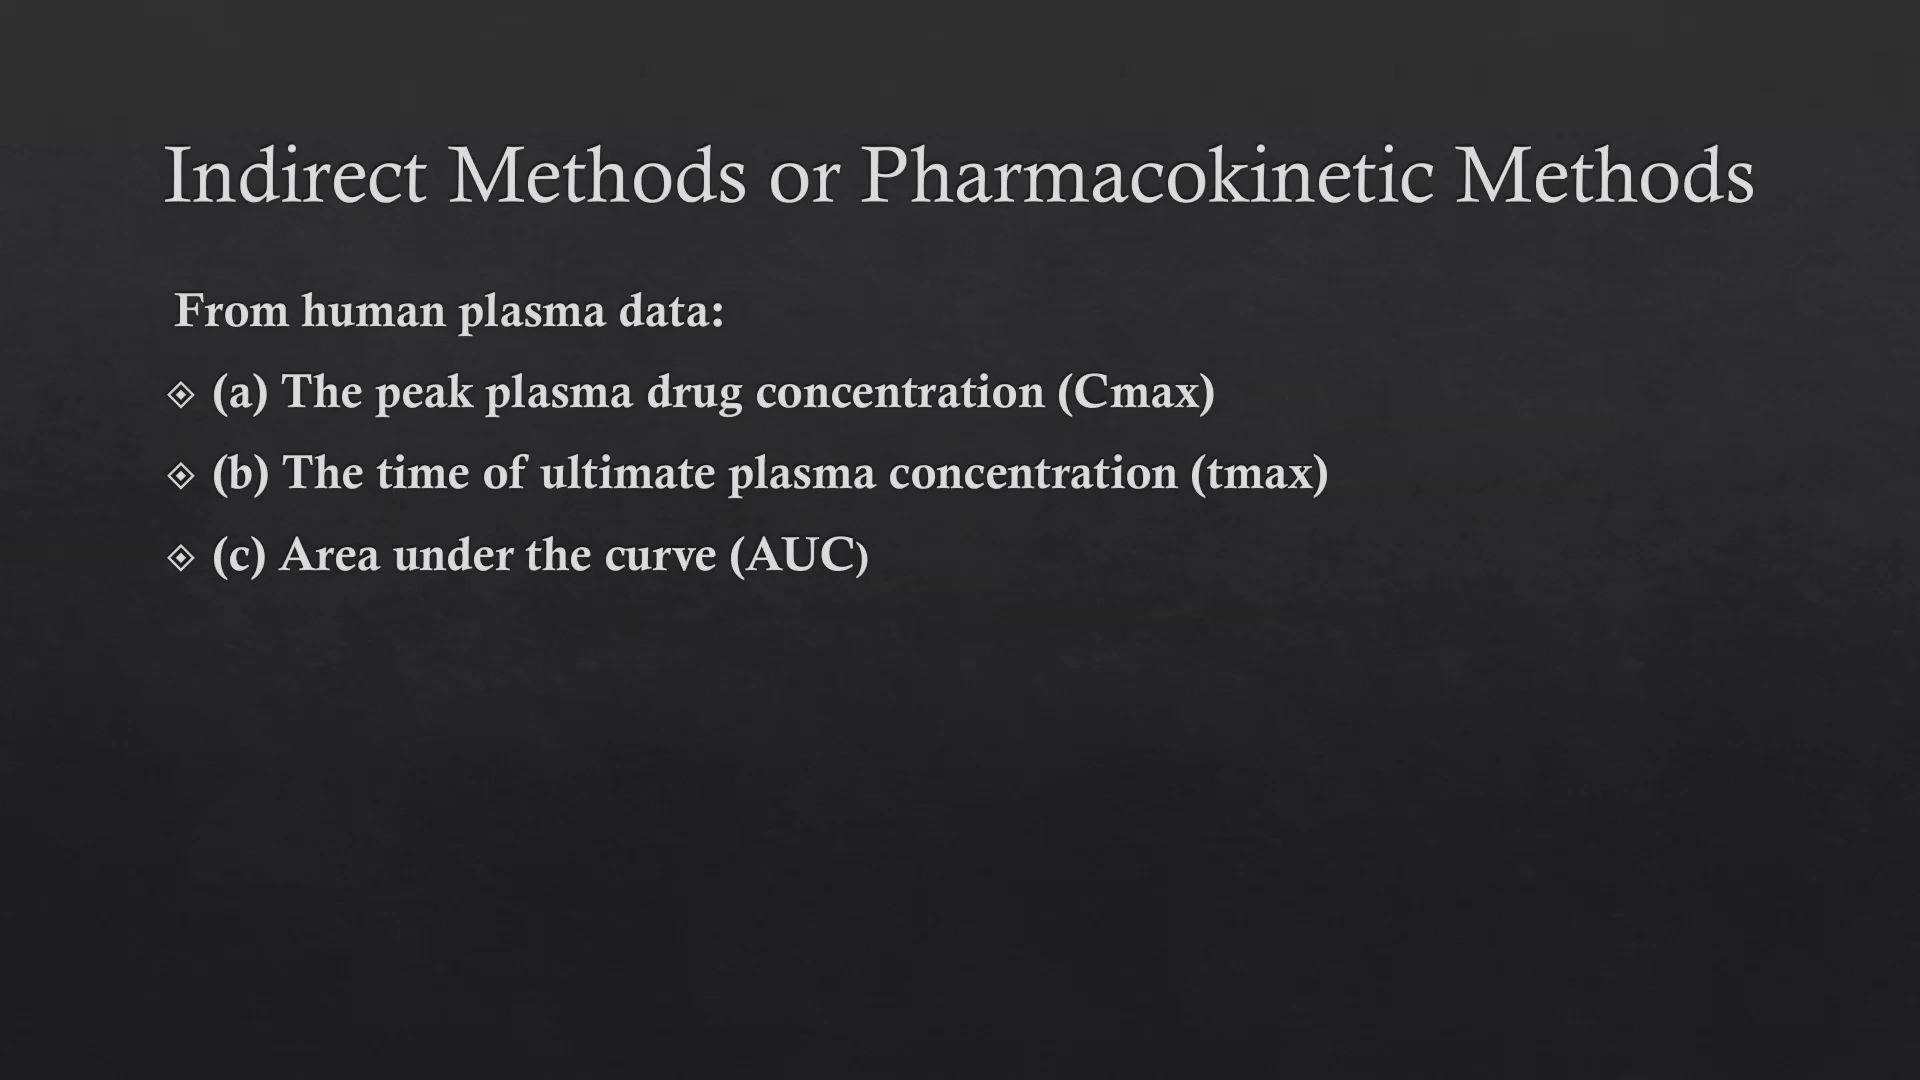 Indirect Methods or Pharmacokinetic Methods
From human plasma data:
(a) The peak plasma drug concentration (Cmax)
(b) The time of ultimate plasma concentration (tmax)
(c) Area under the curve (AUC)